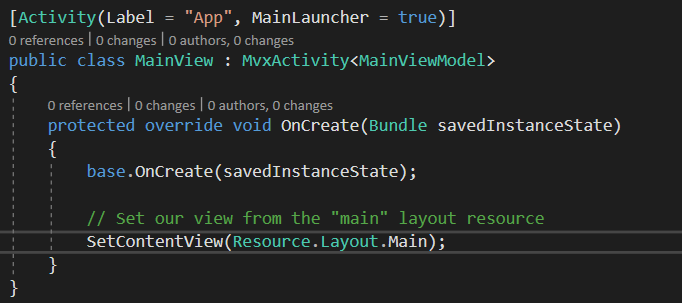 [Activity(Label = "App", MainLauncher = true)]
0 references | 0 changes | 0 authors, 0 changes
public class MainView : MvxActivity<MainViewModel>
{
0 references | 0 changes | 0 authors, 0 changes
protected override void OnCreate(Bundle savedInstanceState)
{
base.OnCreate(savedInstanceState);
// Set our view from the "main" layout resource
SetContentView(Resource.Layout.Main);
}
}